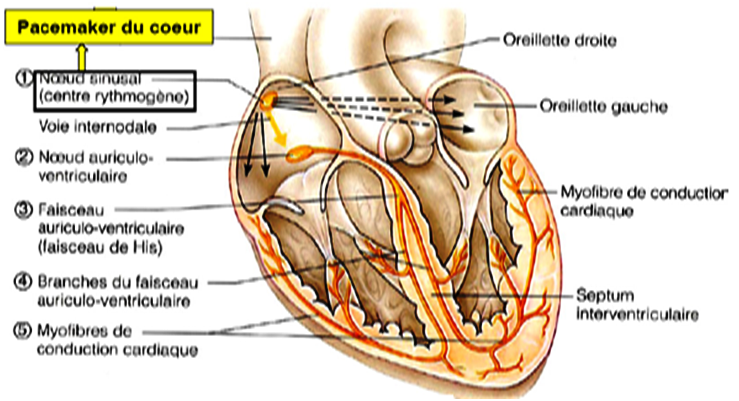 Pacemaker du coeur
① Nœud sinusal
(centre rythmogène)
Voie internodale
② Nœud auriculo-
ventriculaire
③ Faisceau
auriculo-ventriculaire
(faisceau de His)
④ Branches du faisceau
auriculo-ventriculaire
⑤ Myofibres de
conduction cardiaque
Oreillette droite
Oreillette gauche
Myofibre de conduction
cardiaque
Septum
interventriculaire